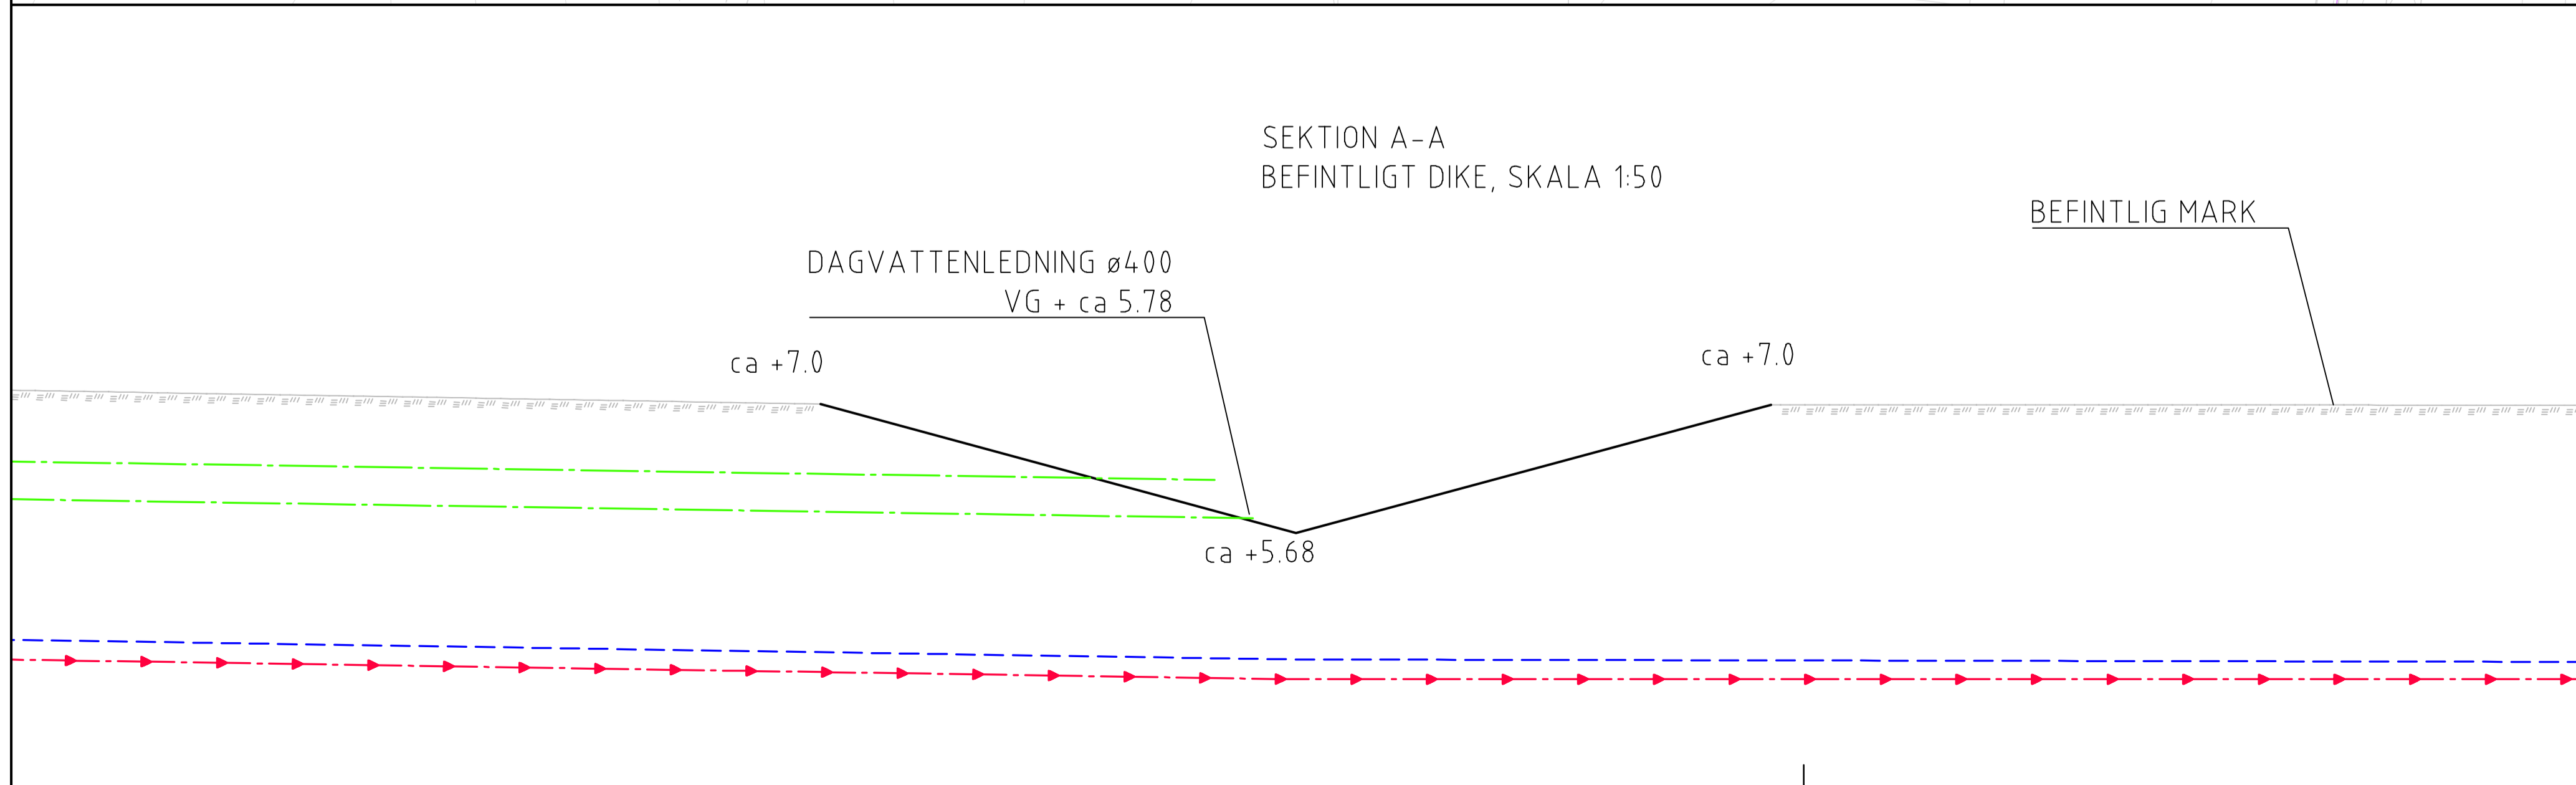 SEKTION A-A
BEFINTLIGT DIKE, SKALA 1:50
BEFINTLIG MARK
DAGVATTENLEDNING ø400
VG + ca 5.78
ca +7.0
ca +7.0
ca +5.68